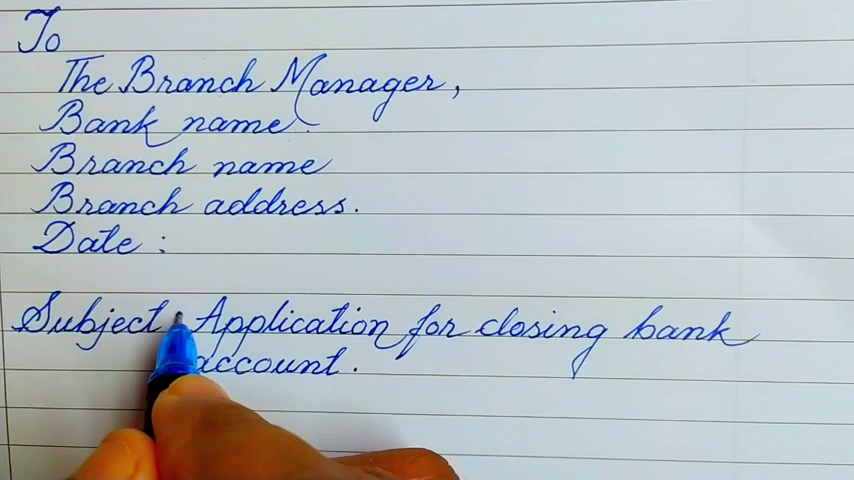 To
The Branch Manager,
Bank name.
Branch name
Branch address.
Date :
Subject Application for closing bank
account.